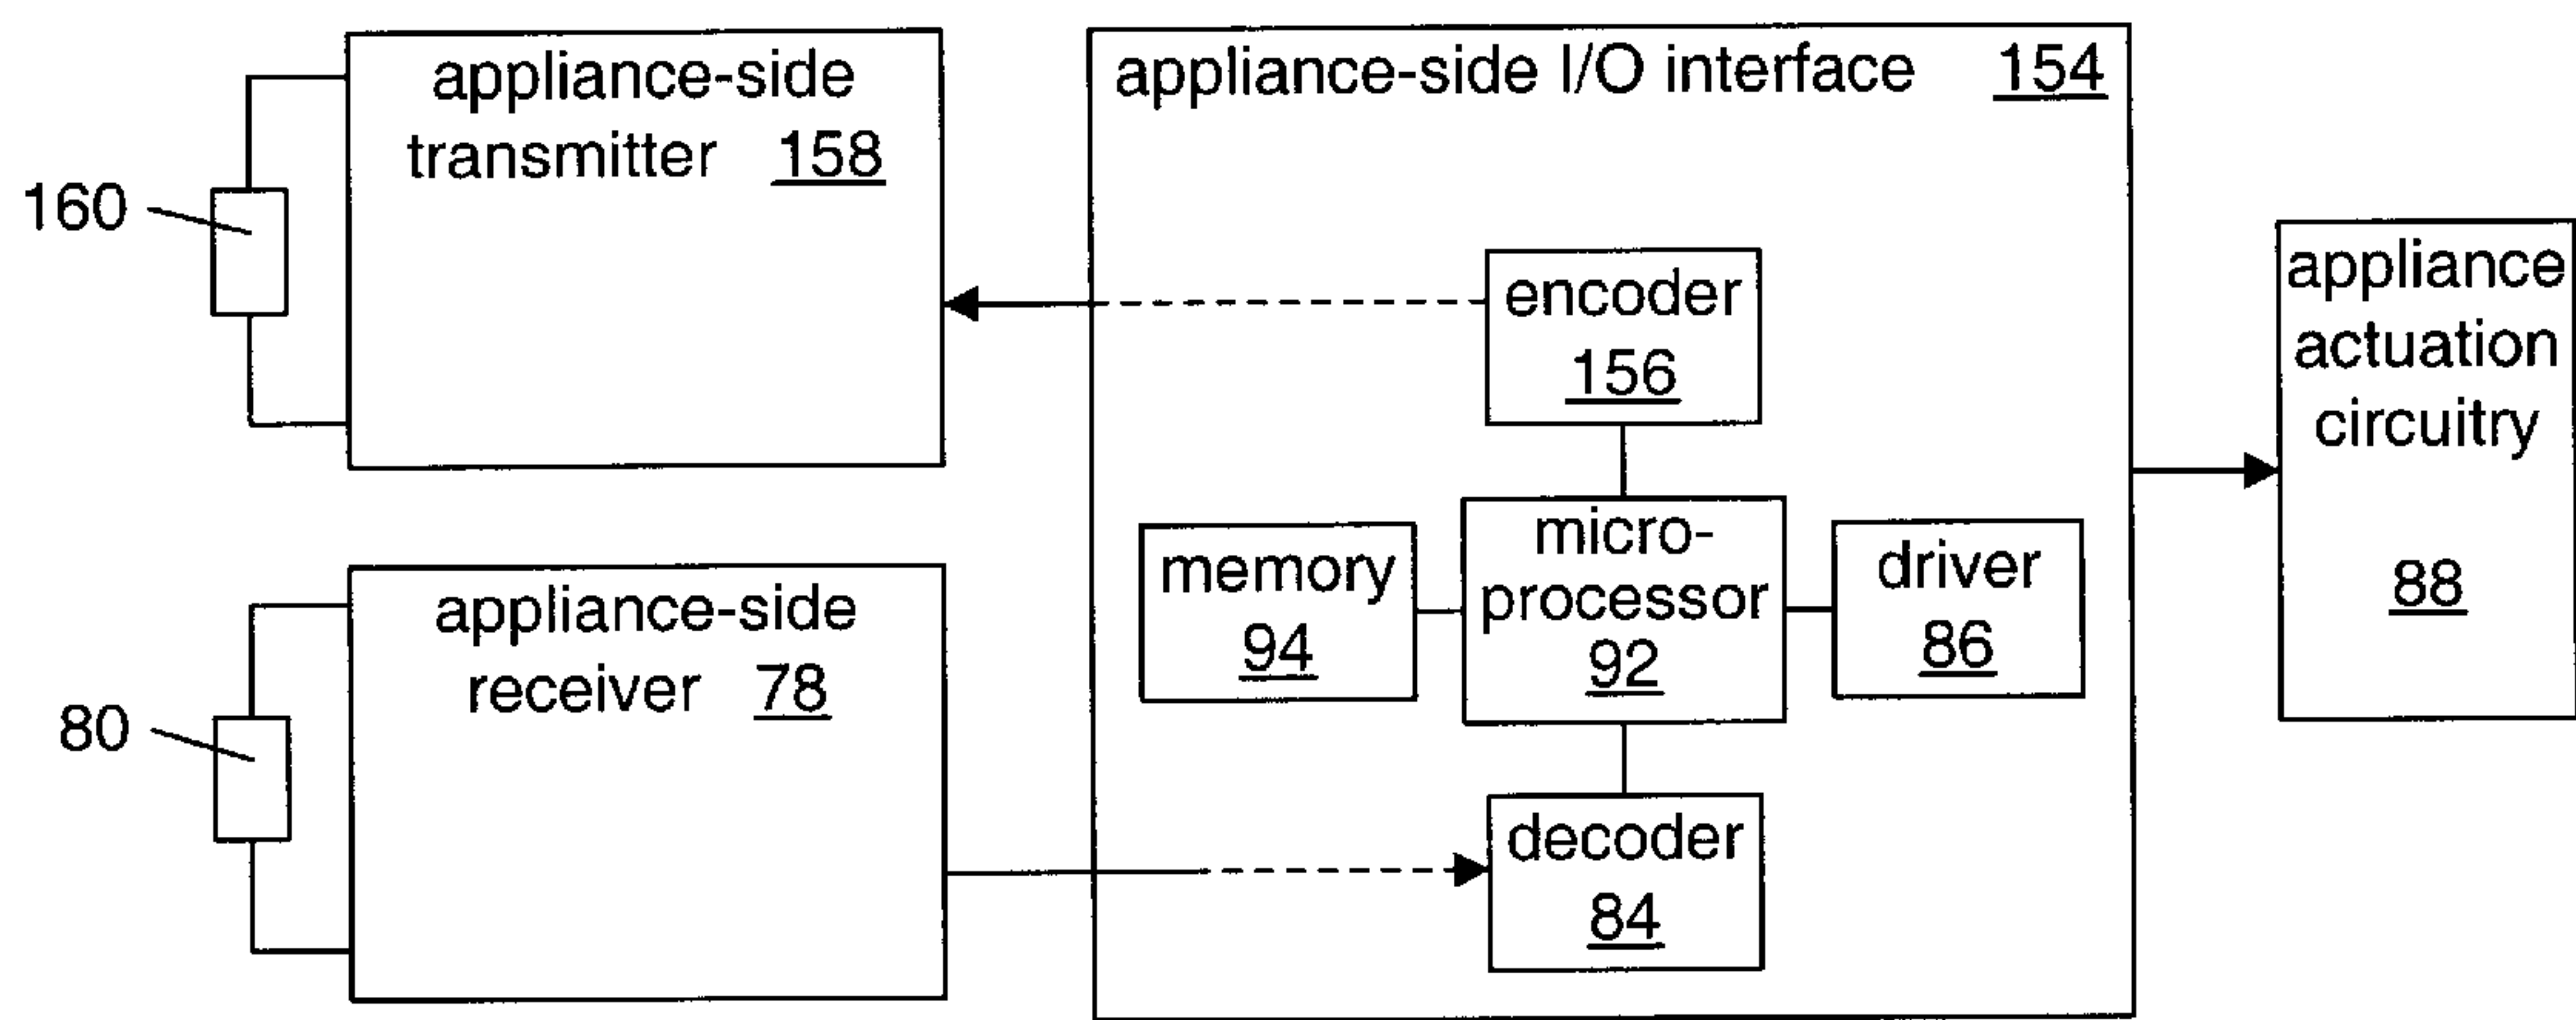 appliance-side
transmitter 158
160
appliance-side
receiver 78
80
appliance-side I/O interface 154
encoder
156
memory
94
micro-
processor
92
driver
86
decoder
84
appliance
actuation
circuitry
88